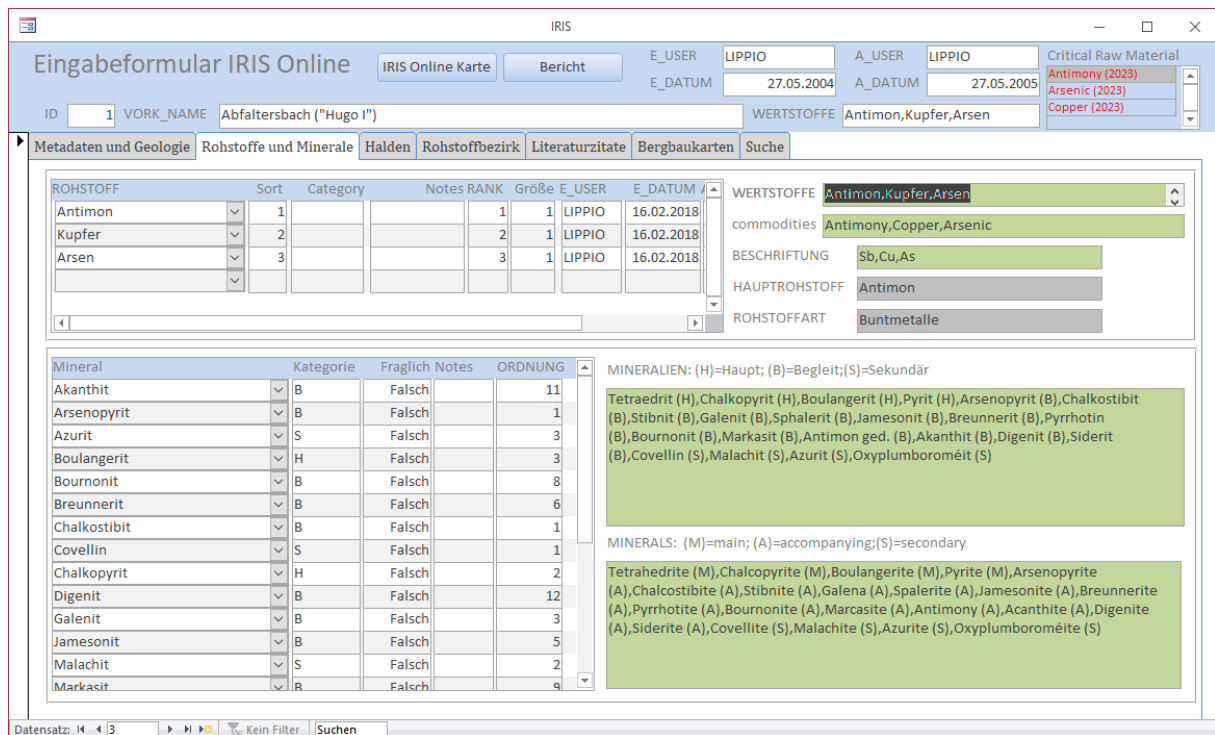 IRIS
Eingabeformular IRIS Online
IRIS Online Karte
Bericht
E_USER LIPPIO A_USER LIPPIO
E_DATUM 27.05.2004 A_DATUM 27.05.2005
Critical Raw Material
Antimony (2023)
Arsenic (2023)
Copper (2023)
ID 1 VORK_NAME Abfaltersbach ("Hugo I") WERTSTOFFE Antimon,Kupfer,Arsen
Metadaten und Geologie Rohstoffe und Minerale Halden Rohstoffbezirk Literaturzitate Bergbaukarten Suche
ROHSTOFF Sort Category Notes RANK Größe E_USER E_DATUM
Antimon 1 1 1 LIPPIO 16.02.2018
Kupfer 2 2 1 LIPPIO 16.02.2018
Arsen 3 3 1 LIPPIO 16.02.2018
WERTSTOFFE Antimon,Kupfer,Arsen
commodities Antimony,Copper,Arsenic
BESCHRIFTUNG Sb,Cu,As
HAUPTROHSTOFF Antimon
ROHSTOFFART Buntmetalle
Mineral Kategorie Fraglich Notes ORDNUNG
Akanthit B Falsch 11
Arsenopyrit B Falsch 1
Azurit S Falsch 3
Boulangerit H Falsch 3
Bournonit B Falsch 8
Breunnerit B Falsch 6
Chalkostibit B Falsch 1
Covellin S Falsch 1
Chalkopyrit H Falsch 2
Digenit B Falsch 12
Galenit B Falsch 3
Jamesonit B Falsch 5
Malachit S Falsch 2
Markasit B Falsch 9
MINERALIEN: (H)=Haupt; (B)=Begleit;(S)=Sekundär
Tetraedrit (H),Chalkopyrit (H),Boulangerit (H),Pyrit (H),Arsenopyrit (B),Chalkostibit
(B),Stibnit (B),Galenit (B),Sphalerit (B),Jamesonit (B),Breunnerit (B),Pyrrhotin
(B),Bournonit (B),Markasit (B),Antimon ged. (B),Akanthit (B),Digenit (B),Siderit
(B),Covellin (S),Malachit (S),Azurit (S),Oxyplumboroméit (S)
MINERALS: (M)=main; (A)=accompanying;(S)=secondary
Tetrahedrite (M),Chalcopyrite (M),Boulangerite (M),Pyrite (M),Arsenopyrite
(A),Chalcostibite (A),Stibnite (A),Galena (A),Spalerite (A),Jamesonite (A),Breunnerite
(A),Pyrrhotite (A),Bournonite (A),Marcasite (A),Antimony (A),Acanthite (A),Digenite
(A),Siderite (A),Covellite (S),Malachite (S),Azurite (S),Oxyplumboroméite (S)
Datensatz: 3 Kein Filter Suchen